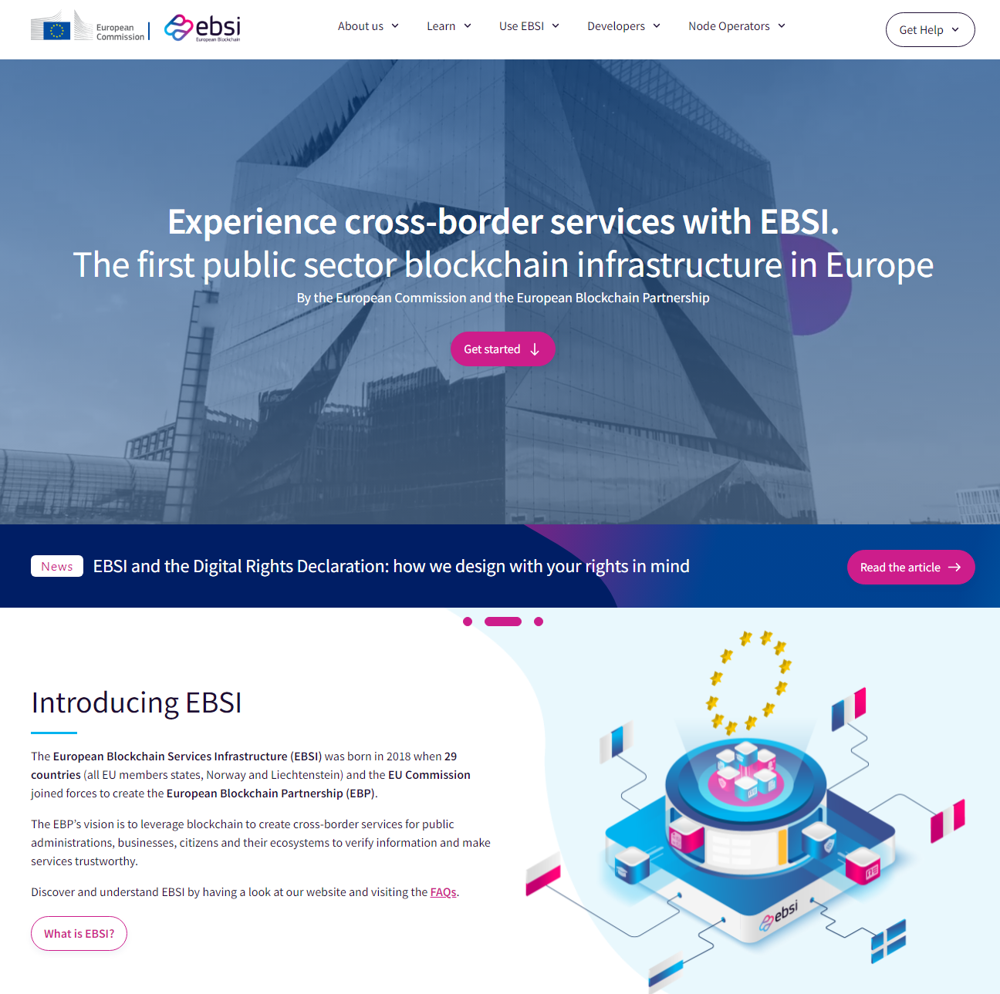 European
Commission
ebsi
European Blockchain
About us
Learn
Use EBSI
Developers
Node Operators
Get Help
Experience cross-border services with EBSI.
The first public sector blockchain infrastructure in Europe
By the European Commission and the European Blockchain Partnership
Get started
News
EBSI and the Digital Rights Declaration: how we design with your rights in mind
Read the article
Introducing EBSI
The European Blockchain Services Infrastructure (EBSI) was born in 2018 when 29
countries (all EU members states, Norway and Liechtenstein) and the EU Commission
joined forces to create the European Blockchain Partnership (EBP).
The EBP’s vision is to leverage blockchain to create cross-border services for public
administrations, businesses, citizens and their ecosystems to verify information and make
services trustworthy.
Discover and understand EBSI by having a look at our website and visiting the FAQs.
What is EBSI?
ebsi